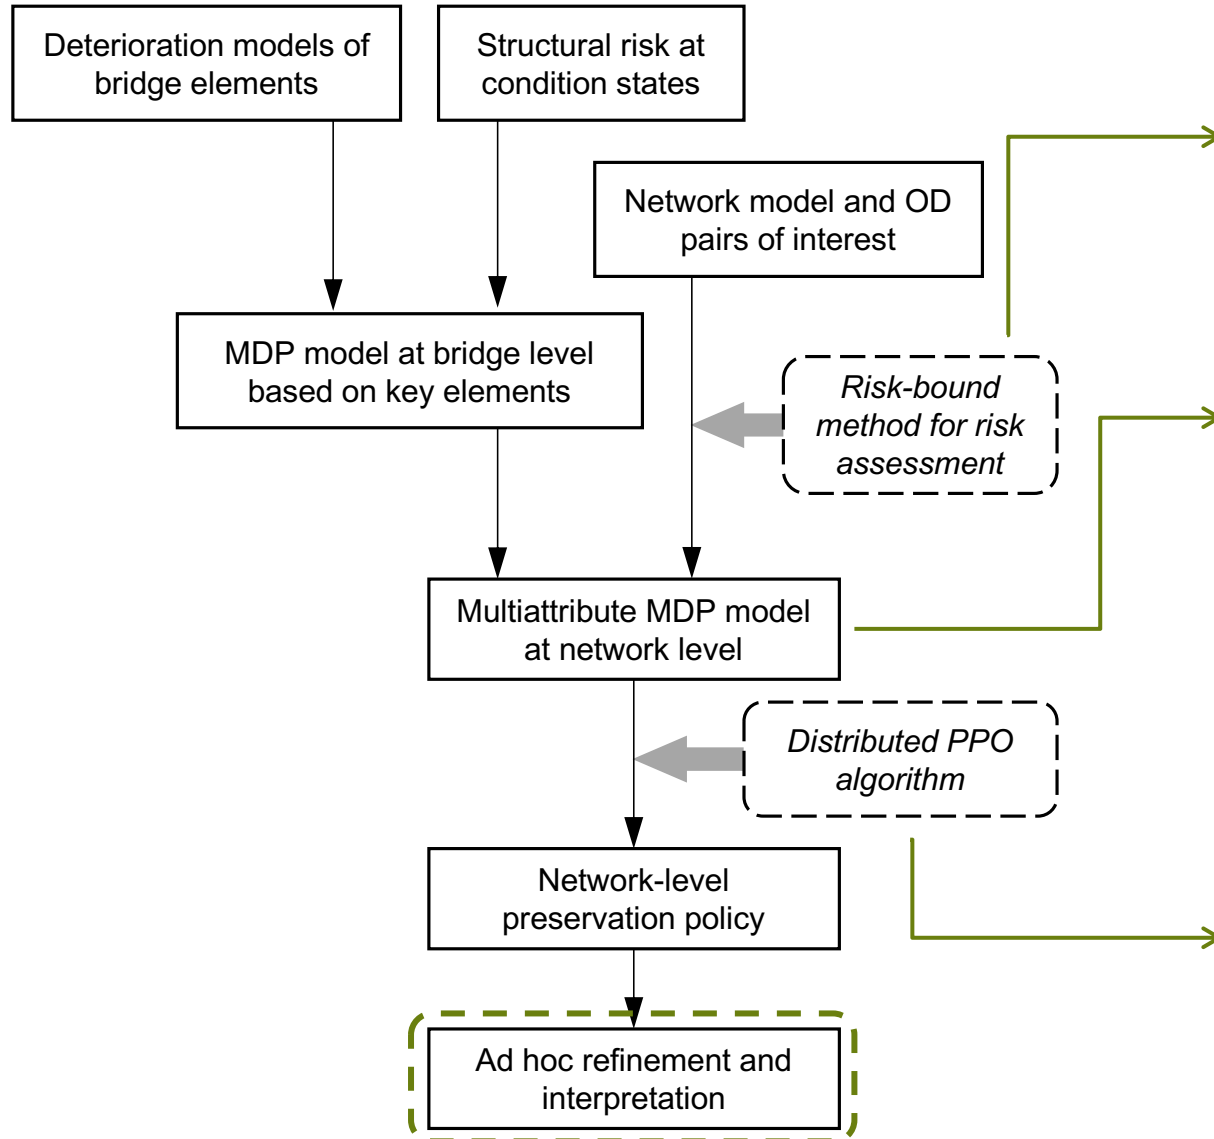 Deterioration models of
bridge elements
Structural risk at
condition states
Network model and OD
pairs of interest
MDP model at bridge level
based on key elements
Risk-bound
method for risk
assessment
Multiattribute MDP model
at network level
Distributed PPO
algorithm
Network-level
preservation policy
Ad hoc refinement and
interpretation